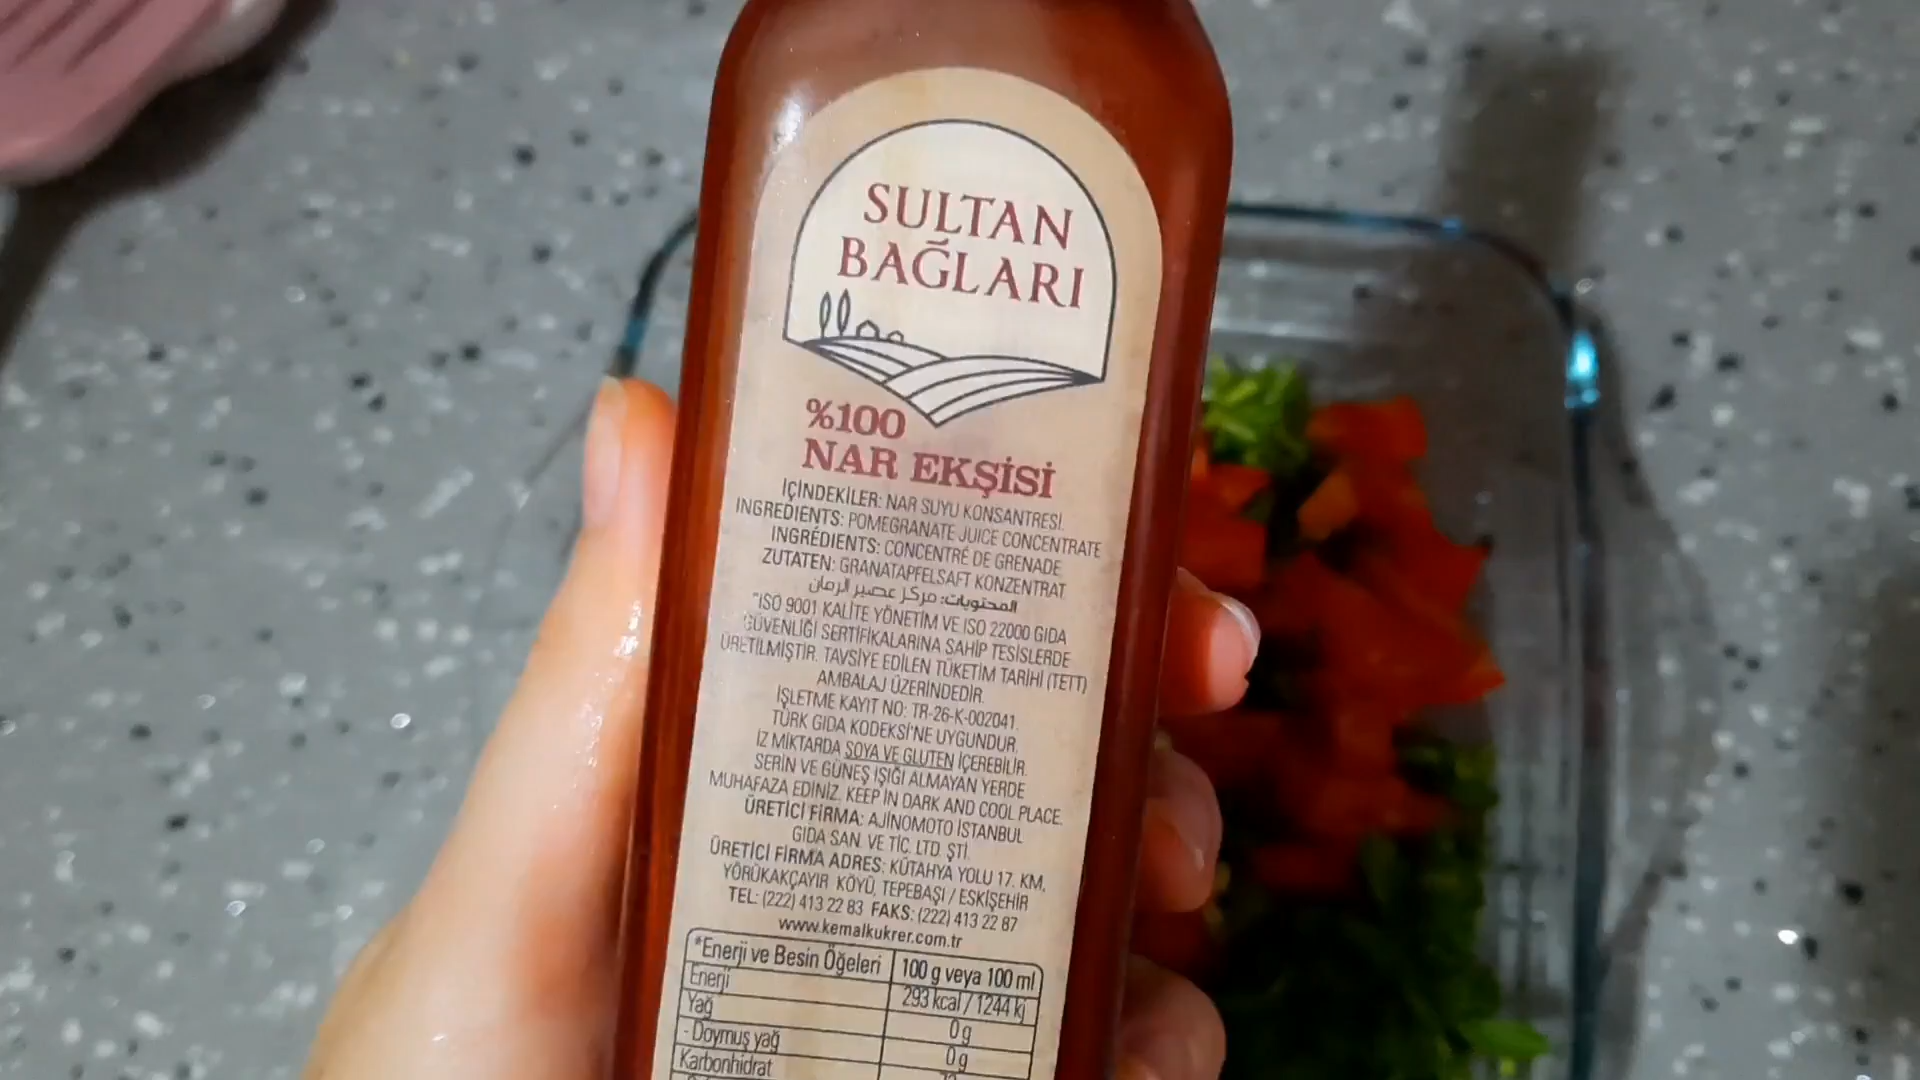 SULTAN
BAĞLARI
%100
NAR EKŞİSİ
İÇİNDEKİLER: NAR SUYU KONSANTRESİ.
INGREDIENTS: POMEGRANATE JUICE CONCENTRATE
INGRÉDIENTS: CONCENTRÉ DE GRENADE
ZUTATEN: GRANATAPFELSAFT KONZENTRAT
المحتويات: مركز عصير الرمان
"ISO 9001 KALİTE YÖNETİM VE ISO 22000 GIDA
GÜVENLİĞİ SERTİFİKALARINA SAHİP TESİSLERDE
ÜRETİLMİŞTİR. TAVSİYE EDİLEN TÜKETİM TARİHİ (TETT)
AMBALAJ ÜZERİNDEDİR.
İŞLETME KAYIT NO: TR-26-K-002041.
TÜRK GIDA KODEKSİ'NE UYGUNDUR.
İZ MİKTARDA SOYA VE GLUTEN İÇEREBİLİR.
SERİN VE GÜNEŞ IŞIĞI ALMAYAN YERDE
MUHAFAZA EDİNİZ. KEEP IN DARK AND COOL PLACE.
ÜRETİCİ FİRMA: AJİNOMOTO İSTANBUL
GIDA SAN. VE TİC. LTD. ŞTİ.
ÜRETİCİ FİRMA ADRES: KÜTAHYA YOLU 17. KM.
YÖRÜKAKÇAYIR KÖYÜ, TEPEBAŞI / ESKİŞEHİR
TEL: (222) 413 22 83 FAKS: (222) 413 22 87
www.kemalkukrer.com.tr
*Enerji ve Besin Öğeleri 100 g veya 100 ml
Enerji 293 kcal / 1244 kj
Yağ 0 g
- Doymuş yağ 0 g
Karbonhidrat